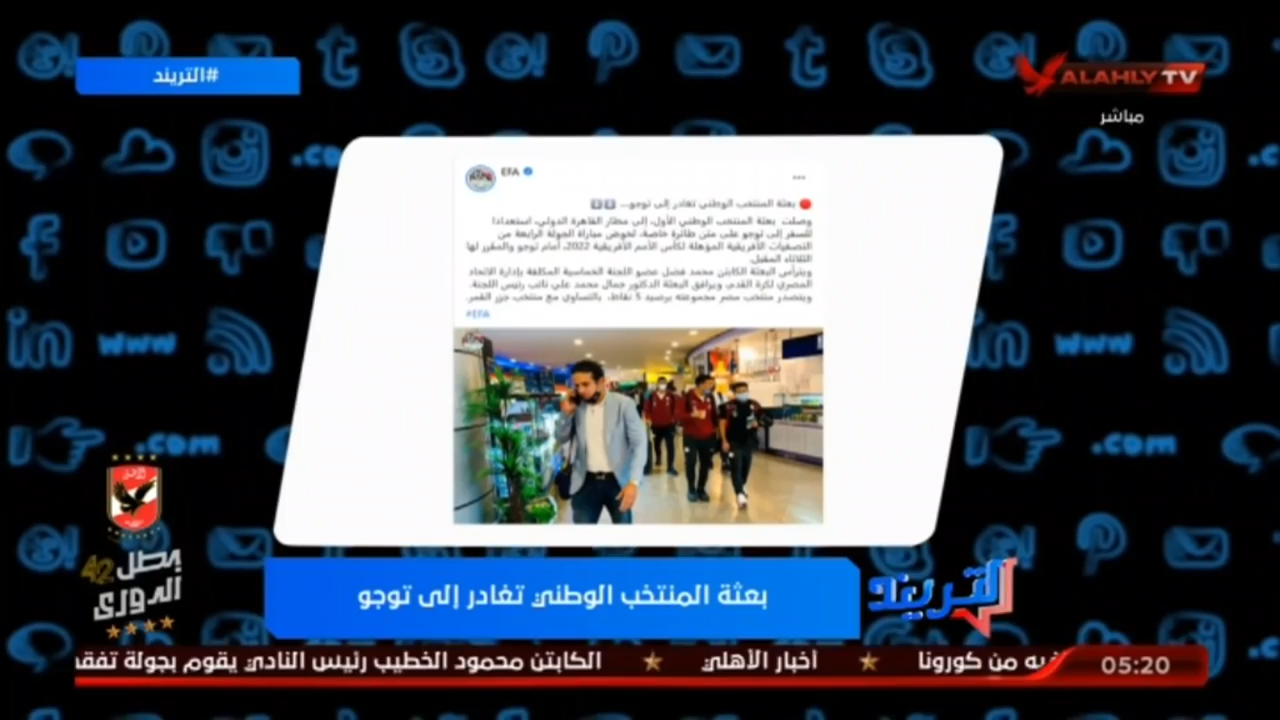 #التريند
ALAHLY TV
مباشر
EFA
🔴 بعثة المنتخب الوطني تغادر إلى توجو... ⬇️⬇️
وصلت بعثة المنتخب الوطني الأول، إلى مطار القاهرة الدولي، استعدادا
للسفر إلى توجو على متن طائرة خاصة، لخوض مباراة الجولة الرابعة من
التصفيات الأفريقية المؤهلة لكأس الأمم الأفريقية 2022، أمام توجو والمقرر لها
الثلاثاء المقبل.
ويترأس البعثة الكابتن محمد فضل عضو اللجنة الخماسية المكلفة بإدارة الاتحاد
المصري لكرة القدم، ويرافق البعثة الدكتور جمال محمد علي نائب رئيس اللجنة.
ويتصدر منتخب مصر مجموعته برصيد 5 نقاط، بالتساوي مع منتخب جزر القمر.
#EFA
بطل 42
الدوري
بعثة المنتخب الوطني تغادر إلى توجو
التريند
من كورونا ★ أخبار الأهلي ★ الكابتن محمود الخطيب رئيس النادي يقوم بجولة
05:20